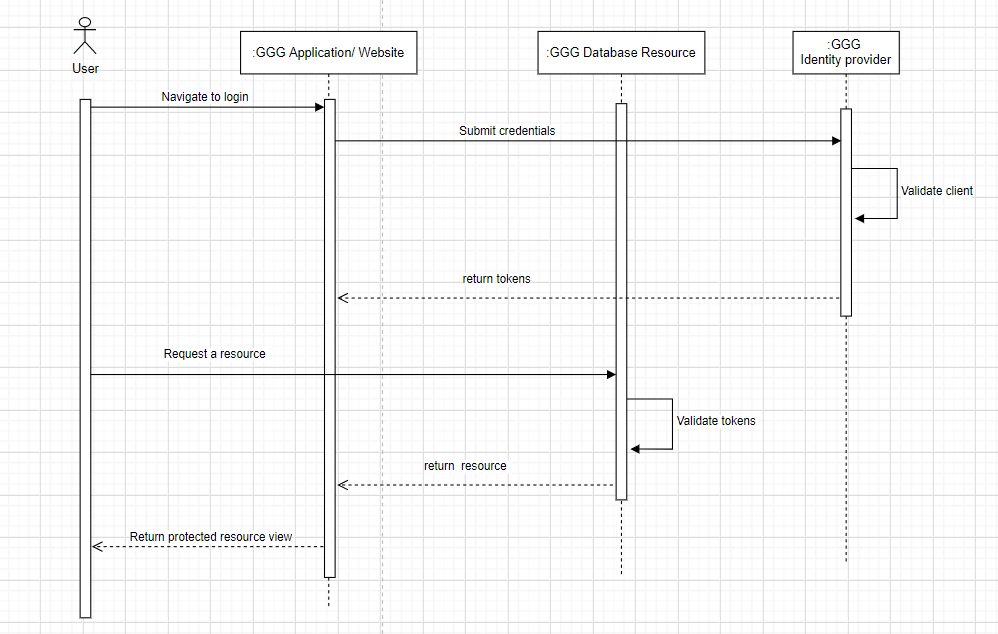 User
:GGG Application/ Website
:GGG Database Resource
:GGG
Identity provider
Navigate to login
Submit credentials
Validate client
return tokens
Request a resource
Validate tokens
return  resource
Return protected resource view